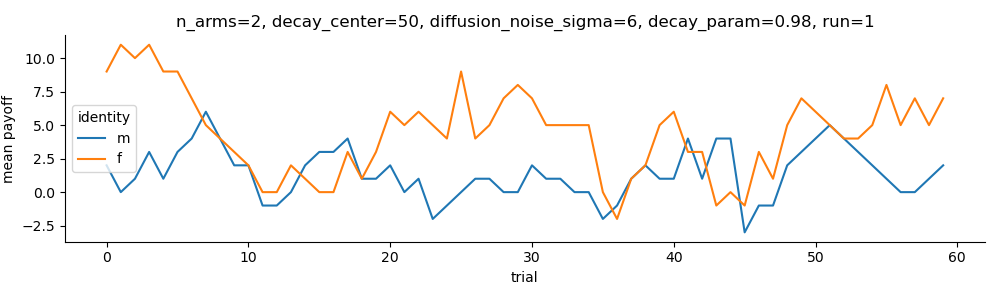 n_arms=2, decay_center=50, diffusion_noise_sigma=6, decay_param=0.98, run=1
mean payoff
10.0
7.5
5.0
2.5
0.0
−2.5
identity
m
f
0 10 20 30 40 50 60
trial